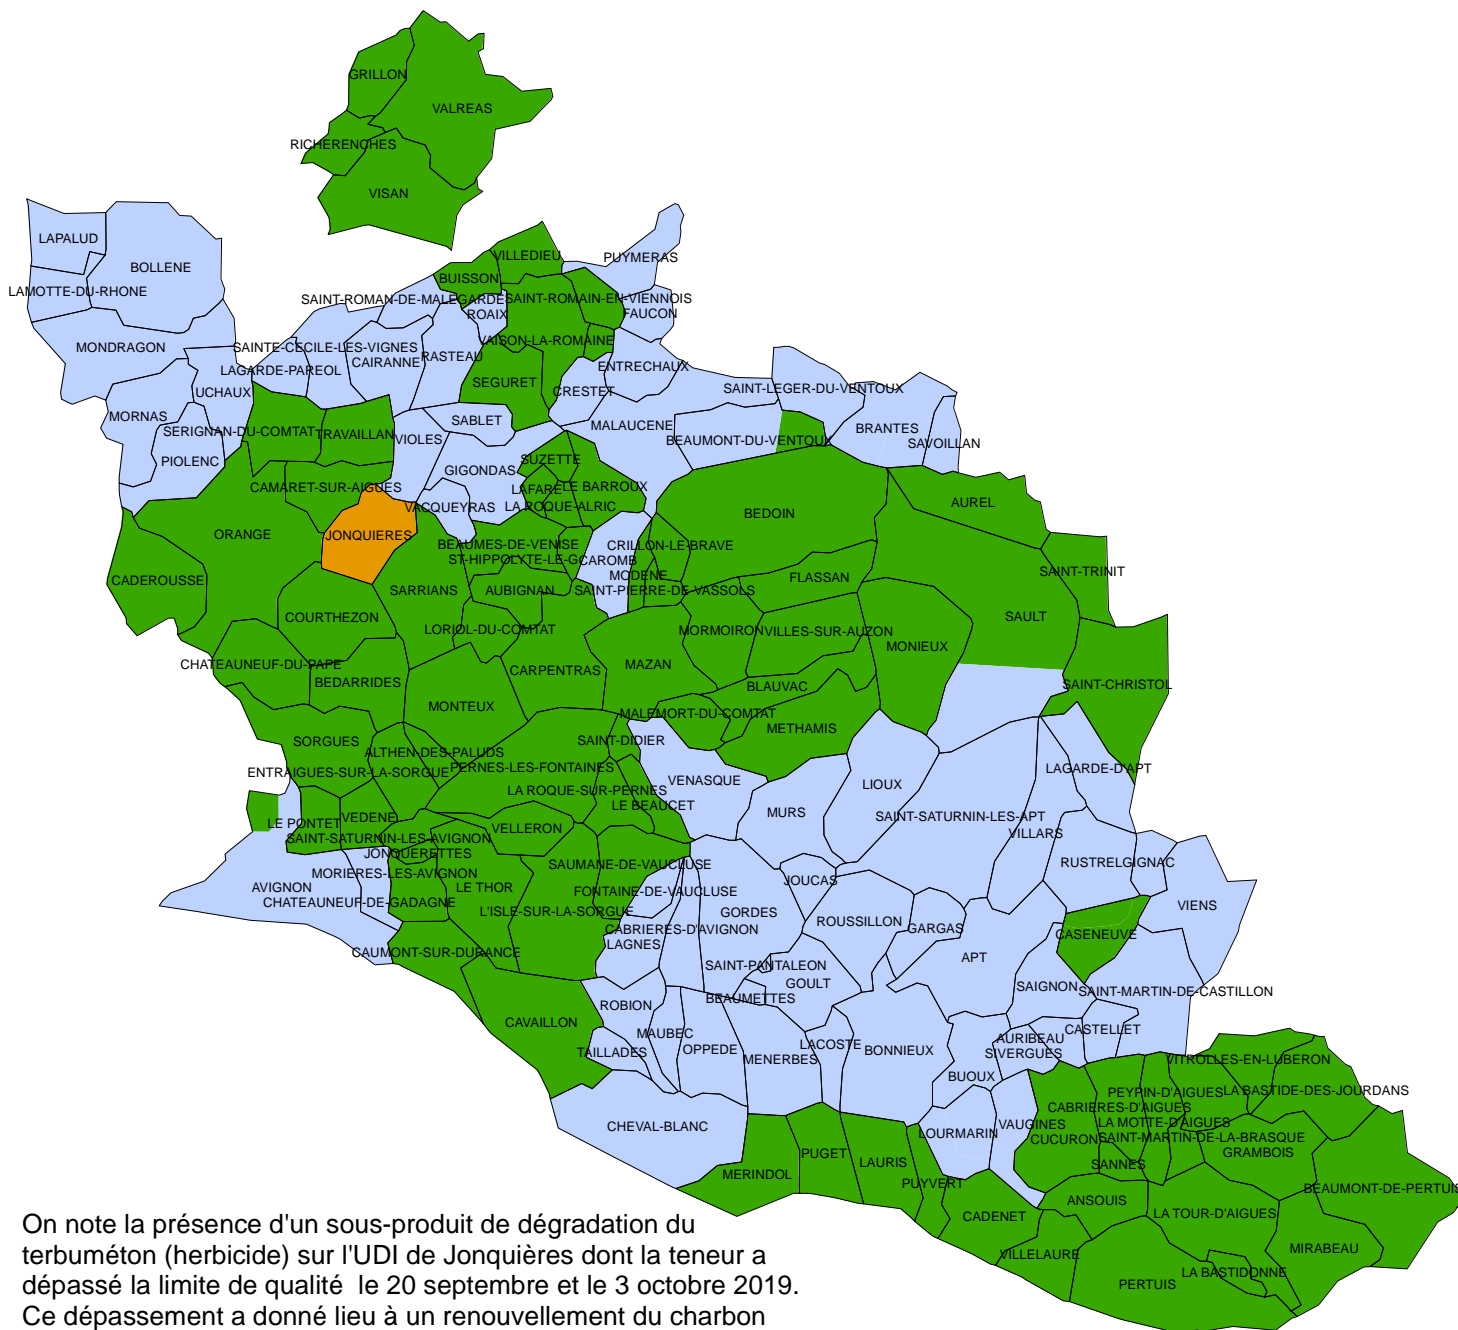 GRILLON
VALREAS
RICHERENCHES
VISAN
LAPALUD
BOLLENE
LAMOTTE-DU-RHONE
MONDRAGON
VILLEDIEU
PUYMERAS
BUISSON
SAINT-ROMAN-DE-MALEGARDE
SAINT-ROMAIN-EN-VIENNOIS
ROAIX
FAUCON
SAINTE-CECILE-LES-VIGNES
VAISON-LA-ROMAINE
CAIRANNE
RASTEAU
LAGARDE-PAREOL
ENTRECHAUX
UCHAUX
SEGURET
CRESTET
SAINT-LEGER-DU-VENTOUX
MORNAS
SERIGNAN-DU-COMTAT
TRAVAILLAN
VIOLES
SABLET
MALAUCENE
BEAUMONT-DU-VENTOUX
BRANTES
SAVOILLAN
PIOLENC
GIGONDAS
SUZETTE
CAMARET-SUR-AIGUES
LAFARE
LE BARROUX
VACQUEYRAS
LA ROQUE-ALRIC
BEDOIN
AUREL
ORANGE
JONQUIERES
BEAUMES-DE-VENISE
CRILLON-LE-BRAVE
ST-HIPPOLYTE-LE-G
CAROMB
SAINT-TRINIT
CADEROUSSE
MODENE
FLASSAN
SARRIANS
AUBIGNAN
SAINT-PIERRE-DE-VASSOLS
COURTHEZON
SAULT
LORIOL-DU-COMTAT
MORMOIRON
VILLES-SUR-AUZON
MONIEUX
CHATEAUNEUF-DU-PAPE
MAZAN
CARPENTRAS
BEDARRIDES
BLAUVAC
SAINT-CHRISTOL
MONTEUX
MALEMORT-DU-COMTAT
METHAMIS
SORGUES
SAINT-DIDIER
ALTHEN-DES-PALUDS
ENTRAIGUES-SUR-LA-SORGUE
PERNES-LES-FONTAINES
LAGARDE-D'APT
VENASQUE
LIOUX
LA ROQUE-SUR-PERNES
LE BEAUCET
MURS
SAINT-SATURNIN-LES-APT
LE PONTET
VEDENE
VELLERON
VILLARS
SAINT-SATURNIN-LES-AVIGNON
JONQUERETTES
SAUMANE-DE-VAUCLUSE
RUSTREL
GIGNAC
MORIERES-LES-AVIGNON
AVIGNON
LE THOR
FONTAINE-DE-VAUCLUSE
JOUCAS
CHATEAUNEUF-DE-GADAGNE
L'ISLE-SUR-LA-SORGUE
GORDES
ROUSSILLON
VIENS
CABRIERES-D'AVIGNON
GARGAS
CASENEUVE
LAGNES
CAUMONT-SUR-DURANCE
SAINT-PANTALEON
APT
GOULT
SAIGNON
SAINT-MARTIN-DE-CASTILLON
BEAUMETTES
ROBION
CAVAILLON
MAUBEC
CASTELLET
AURIBEAU
LACOSTE
TAILLADES
OPPEDE
BONNIEUX
SIVERGUES
MENERBES
VITROLLES-EN-LUBERON
BUOUX
PEYPIN-D'AIGUES
LA BASTIDE-DES-JOURDANS
CABRIERES-D'AIGUES
CHEVAL-BLANC
VAUGINES
LA MOTTE-D'AIGUES
LOURMARIN
CUCURON
SAINT-MARTIN-DE-LA-BRASQUE
PUGET
GRAMBOIS
LAURIS
SANNES
MERINDOL
PUYVERT
BEAUMONT-DE-PERTUIS
ANSOUIS
CADENET
LA TOUR-D'AIGUES
MIRABEAU
VILLELAURE
LA BASTIDONNE
PERTUIS
On note la présence d'un sous-produit de dégradation du
terbuméton (herbicide) sur l'UDI de Jonquières dont la teneur a
dépassé la limite de qualité  le 20 septembre et le 3 octobre 2019.
Ce dépassement a donné lieu à un renouvellement du charbon